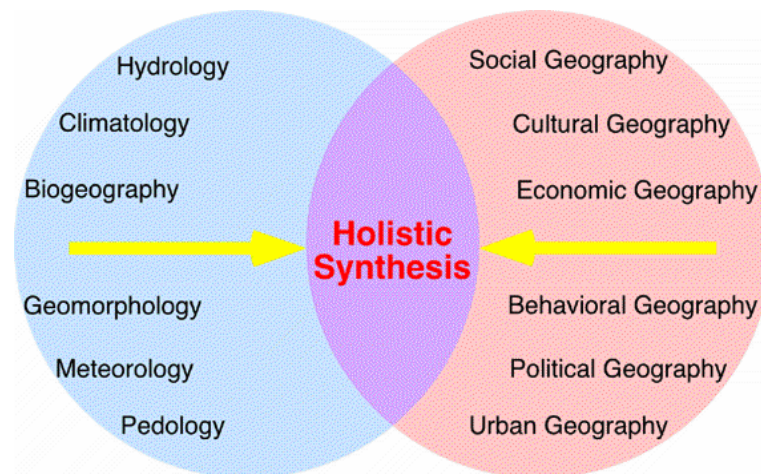 Hydrology
Climatology
Biogeography
Geomorphology
Meteorology
Pedology
Holistic
Synthesis
Social Geography
Cultural Geography
Economic Geography
Behavioral Geography
Political Geography
Urban Geography